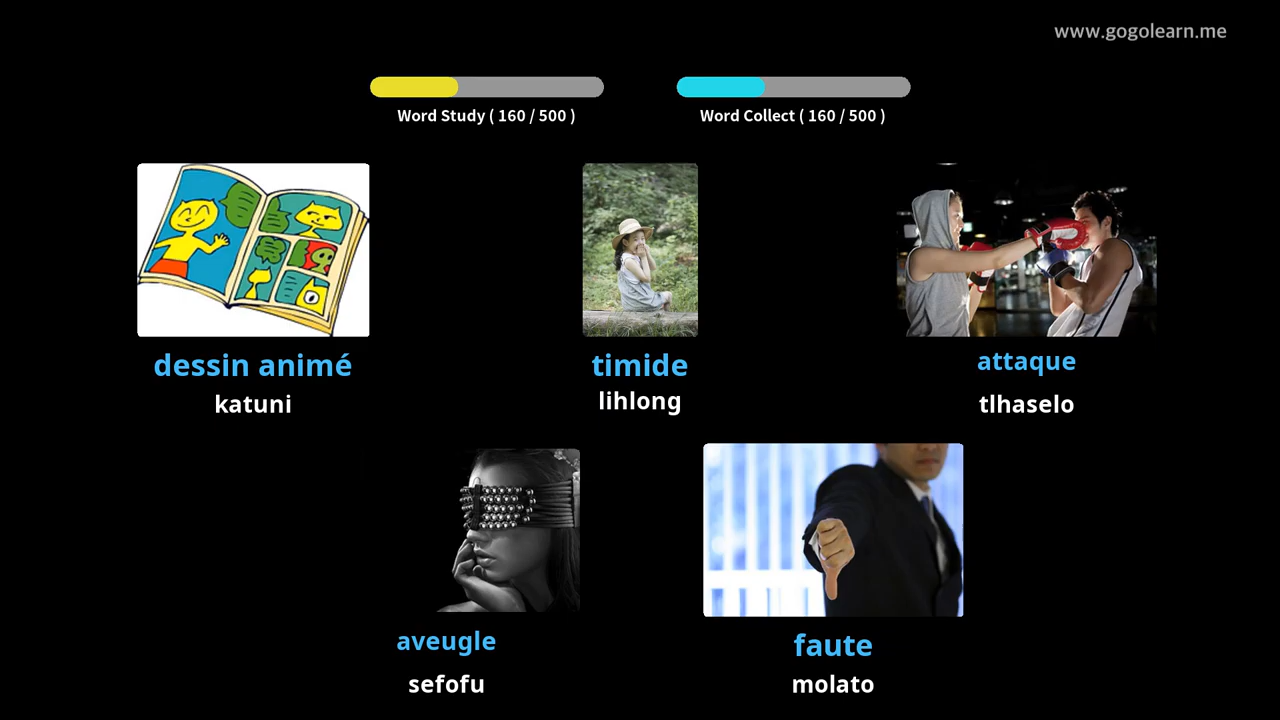 www.gogolearn.me
Word Study ( 160 / 500 )
Word Collect ( 160 / 500 )
dessin animé
katuni
timide
lihlong
attaque
tlhaselo
aveugle
sefofu
faute
molato